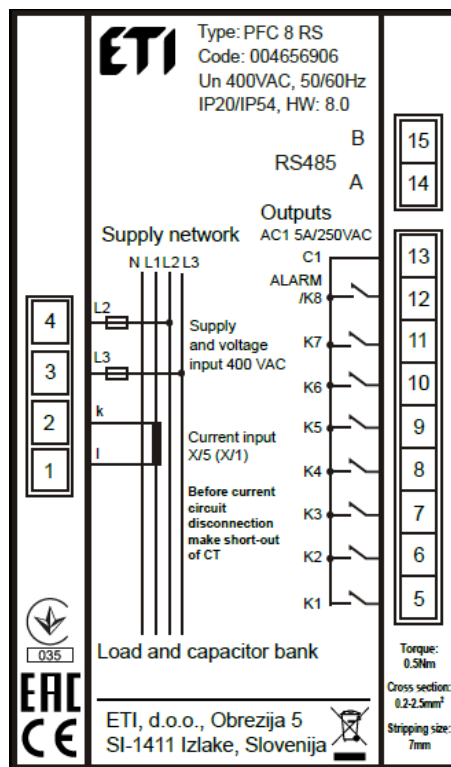 ETI
Type: PFC 8 RS
Code: 004656906
Un 400VAC, 50/60Hz
IP20/IP54, HW: 8.0
B
RS485
A
15
14
Outputs
AC1 5A/250VAC
Supply network
N L1 L2 L3
C1
13
ALARM
/K8
12
K7
11
K6
10
K5
9
K4
8
K3
7
K2
6
K1
5
4
L2
3
L3
2
k
1
l
Supply
and voltage
input 400 VAC
Current input
X/5 (X/1)
Before current
circuit
disconnection
make short-out
of CT
Load and capacitor bank
035
EAC
CE
ETI, d.o.o., Obrezija 5
SI-1411 Izlake, Slovenija
Torque:
0.5Nm
Cross section:
0.2-2.5mm²
Stripping size:
7mm